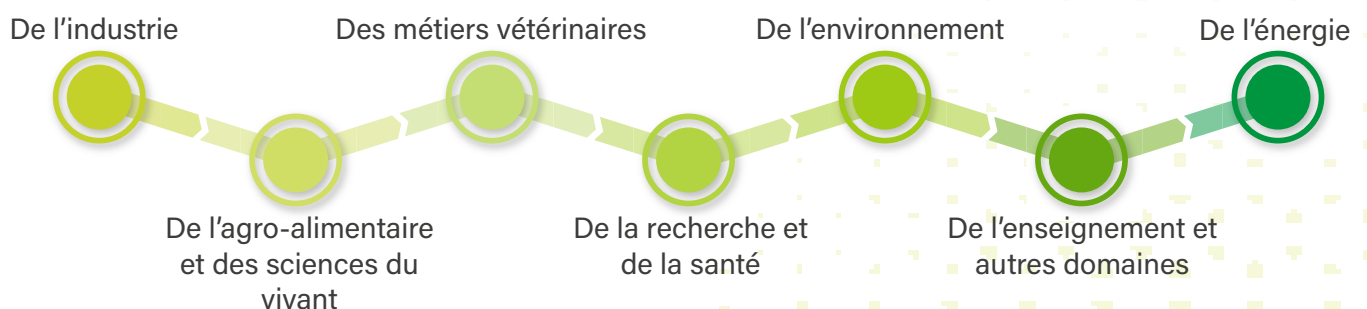 De l'industrie
De l'agro-alimentaire
et des sciences du
vivant
Des métiers vétérinaires
De la recherche et
de la santé
De l'environnement
De l'enseignement et
autres domaines
De l'énergie